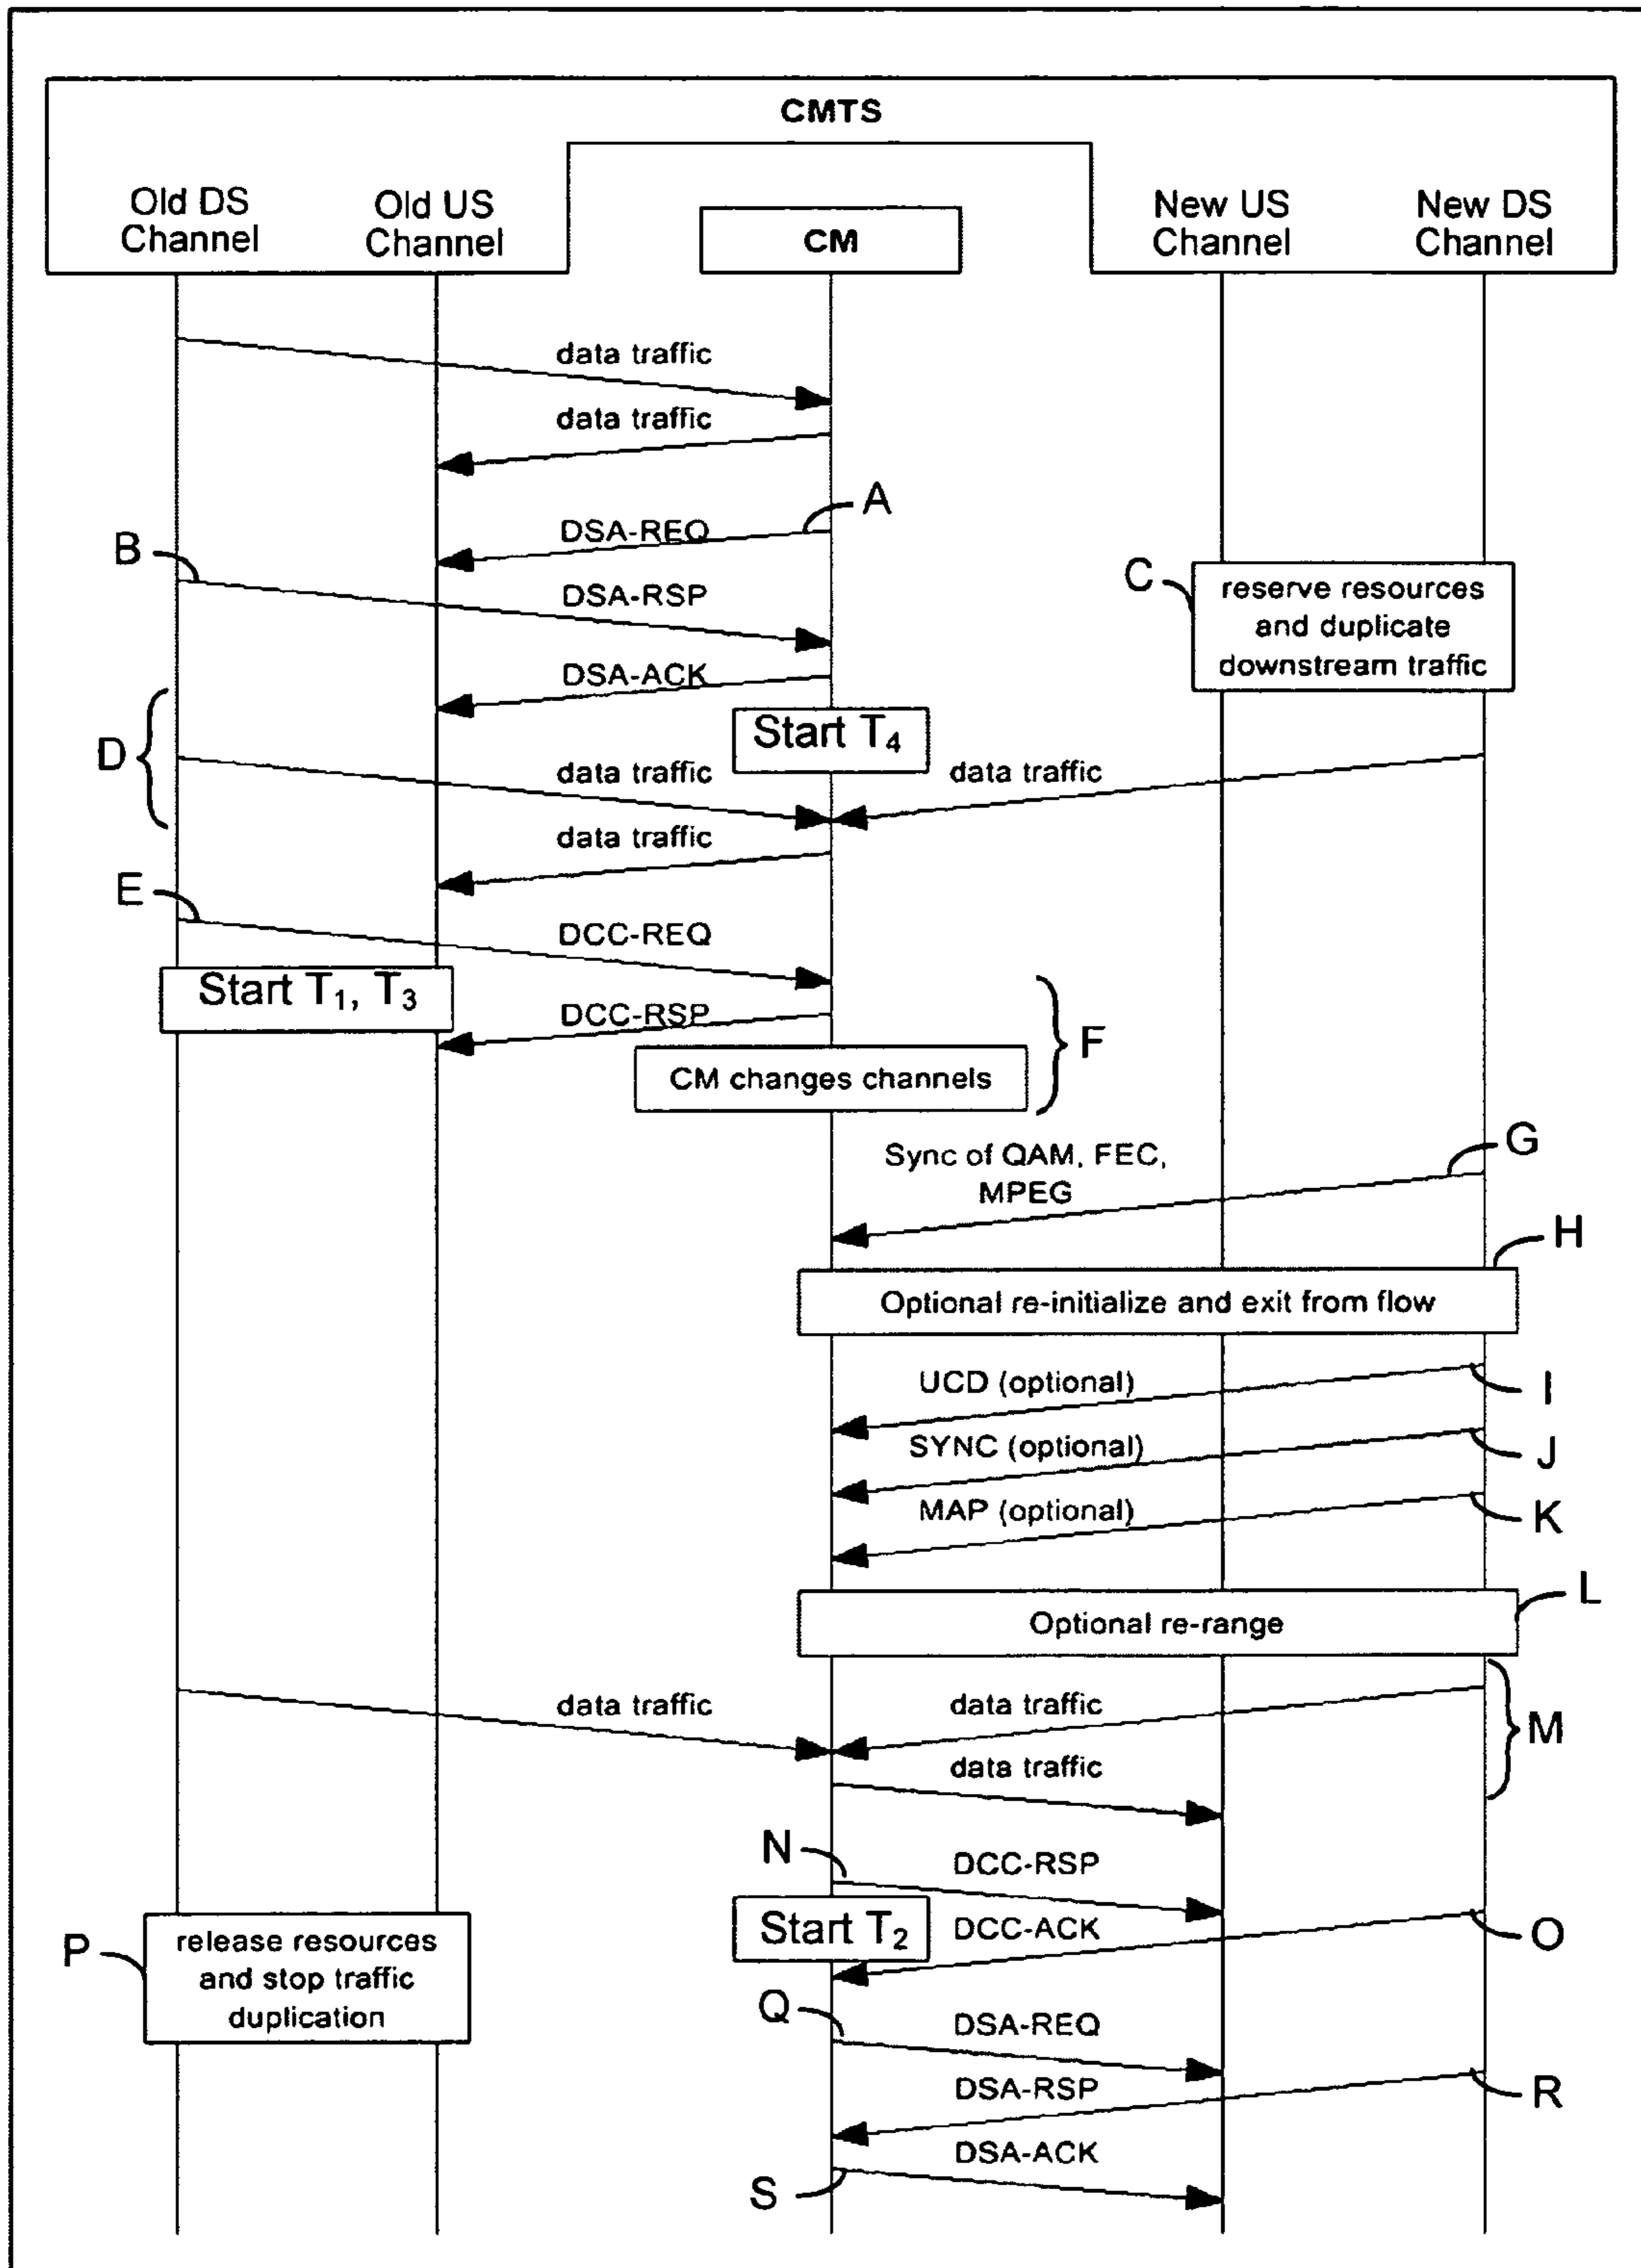 CMTS
Old DS
Channel
Old US
Channel
CM
New US
Channel
New DS
Channel
data traffic
data traffic
A
DSA-REQ
B
DSA-RSP
C
reserve resources
and duplicate
downstream traffic
DSA-ACK
Start T4
D
data traffic
data traffic
data traffic
E
DCC-REQ
Start T1, T3
DCC-RSP
F
CM changes channels
G
Sync of QAM, FEC,
MPEG
H
Optional re-initialize and exit from flow
UCD (optional)
I
SYNC (optional)
J
MAP (optional)
K
L
Optional re-range
data traffic
data traffic
M
data traffic
N
DCC-RSP
Start T2
DCC-ACK
O
P
release resources
and stop traffic
duplication
Q
DSA-REQ
DSA-RSP
R
DSA-ACK
S